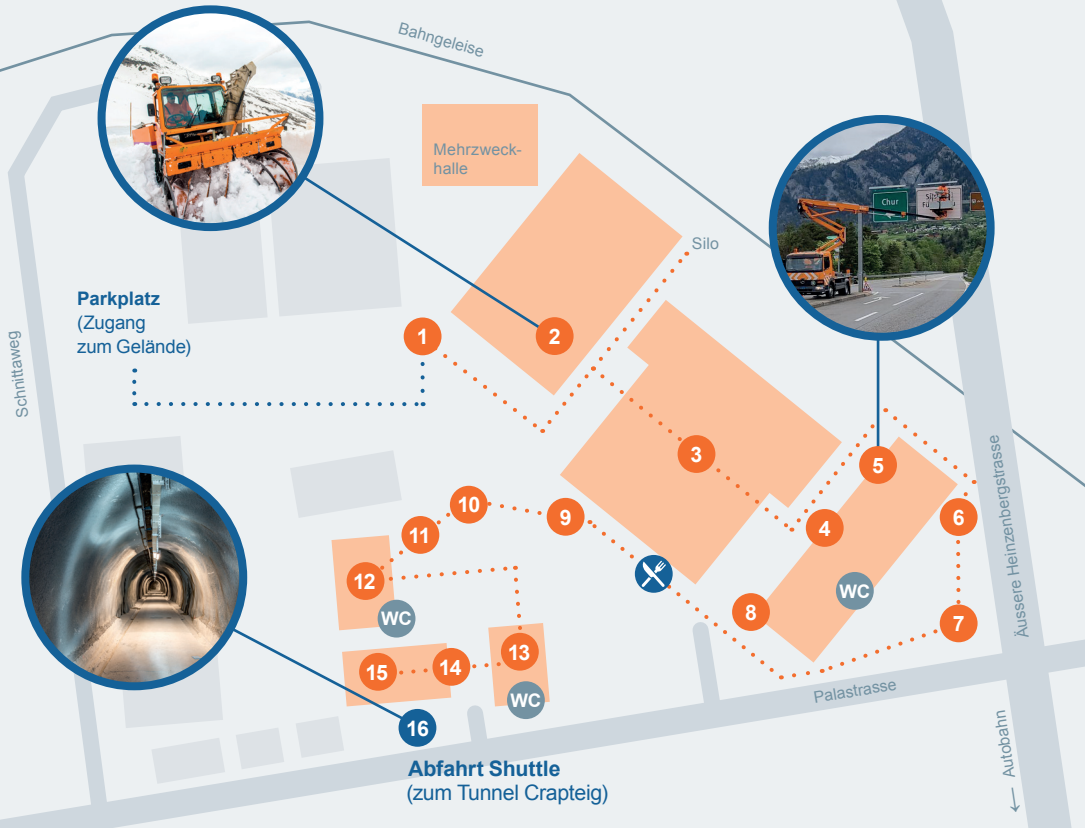 Bahngeleise
Mehrzweck-
halle
Silo
Chur
Parkplatz
(Zugang
zum Gelände)
Schnittaweg
1
2
3
4
5
6
7
8
9
10
11
12
13
14
15
16
WC
WC
WC
Äussere Heinzenbergstrasse
Palastrasse
Autobahn
Abfahrt Shuttle
(zum Tunnel Crapteig)